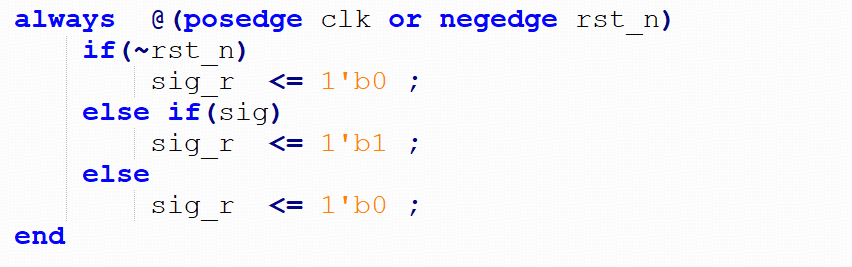 always  @(posedge clk or negedge rst_n)
    if(~rst_n)
        sig_r  <= 1'b0 ;
    else if(sig)
        sig_r  <= 1'b1 ;
    else
        sig_r  <= 1'b0 ;
end